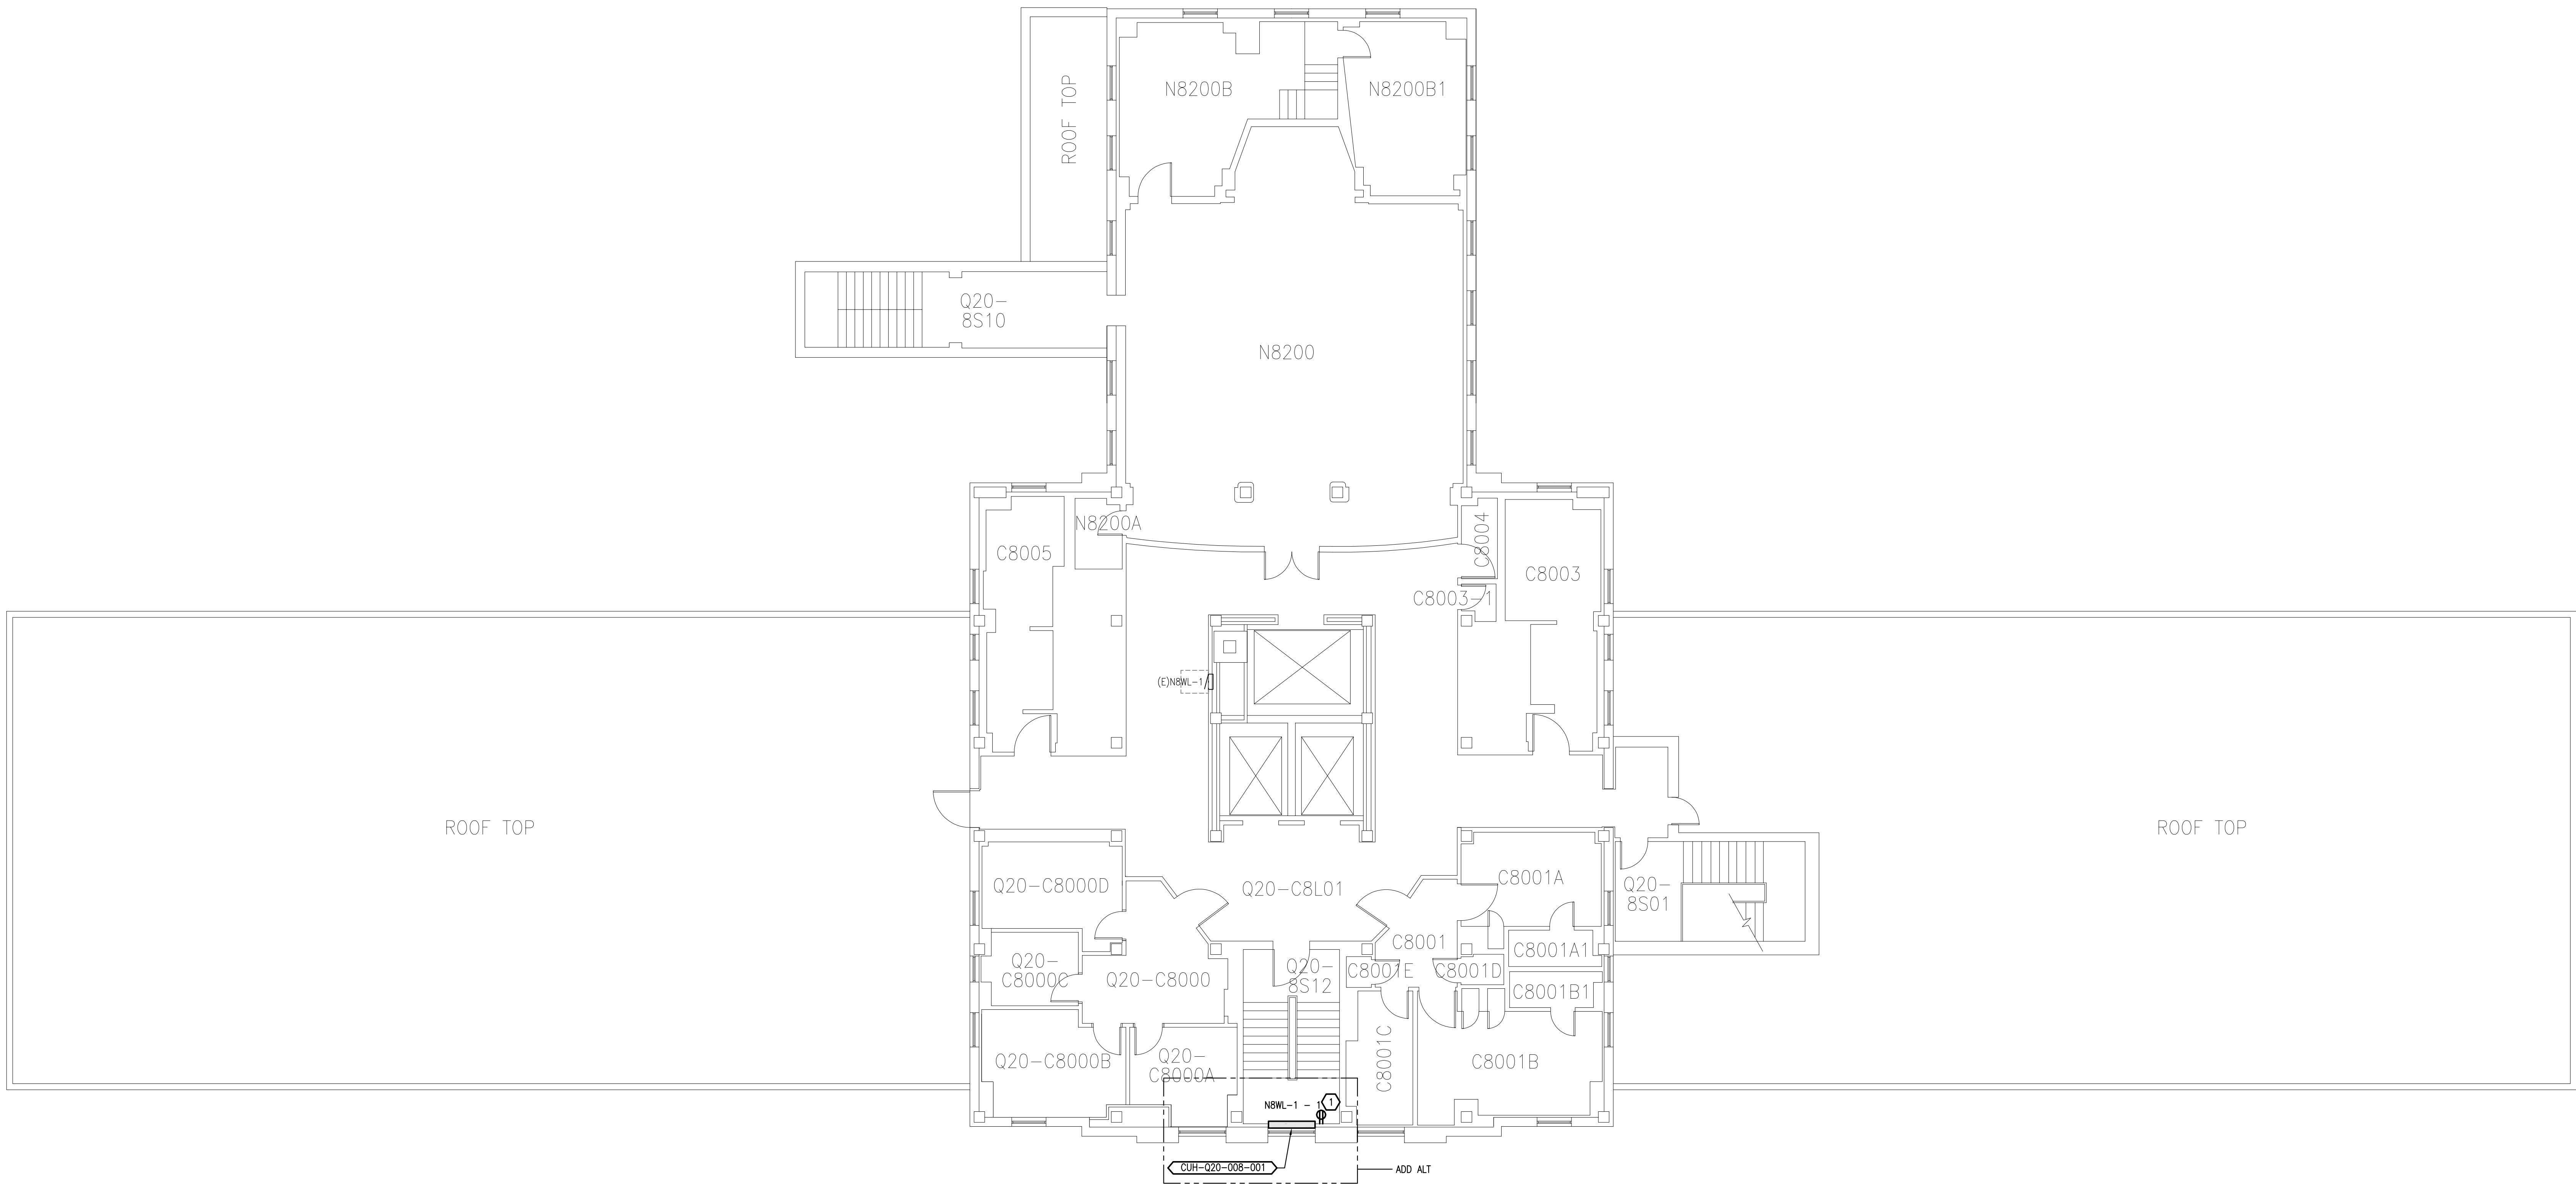 ROOF TOP
N8200B
N8200B1
Q20-
8S10
N8200
N8200A
C8005
C8004
C8003
C8003-1
(E)N8WL-1
ROOF TOP
ROOF TOP
Q20-C8000D
Q20-C8L01
C8001A
Q20-
8S01
C8001
C8001A1
Q20-
C8000C
Q20-C8000
Q20-
8S12
C8001E
C8001D
C8001B1
Q20-C8000B
Q20-
C8000A
C8001C
C8001B
N8WL-1 - 1
1
CUH-Q20-008-001
ADD ALT